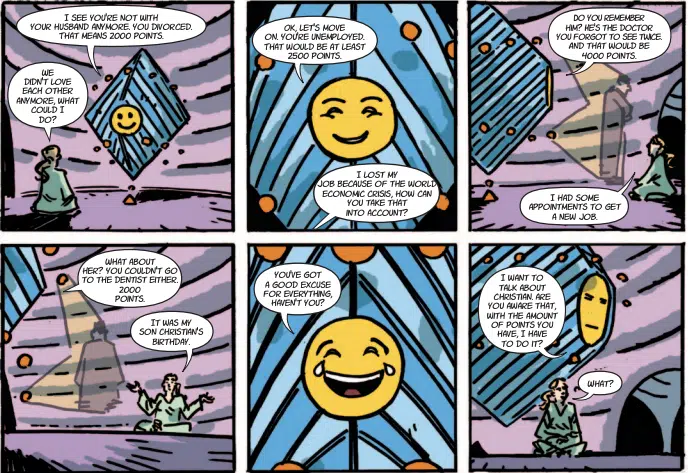 I SEE YOU'RE NOT WITH
YOUR HUSBAND ANYMORE. YOU DIVORCED.
THAT MEANS 2000 POINTS.
WE
DIDN'T LOVE
EACH OTHER
ANYMORE, WHAT
COULD I
DO?
OK, LET'S MOVE
ON. YOU'RE UNEMPLOYED.
THAT WOULD BE AT LEAST
2500 POINTS.
I LOST MY
JOB BECAUSE OF THE WORLD
ECONOMIC CRISIS, HOW CAN
YOU TAKE THAT
INTO ACCOUNT?
DO YOU REMEMBER
HIM? HE'S THE DOCTOR
YOU FORGOT TO SEE TWICE.
AND THAT WOULD BE
4000 POINTS.
I HAD SOME
APPOINTMENTS TO GET
A NEW JOB.
WHAT ABOUT
HER? YOU COULDN'T GO
TO THE DENTIST EITHER.
2000
POINTS.
IT WAS MY
SON CHRISTIAN'S
BIRTHDAY.
YOU'VE GOT
A GOOD EXCUSE
FOR EVERYTHING,
HAVEN'T YOU?
I WANT TO
TALK ABOUT
CHRISTIAN. ARE
YOU AWARE THAT,
WITH THE AMOUNT
OF POINTS YOU
HAVE, I HAVE
TO DO IT?
WHAT?